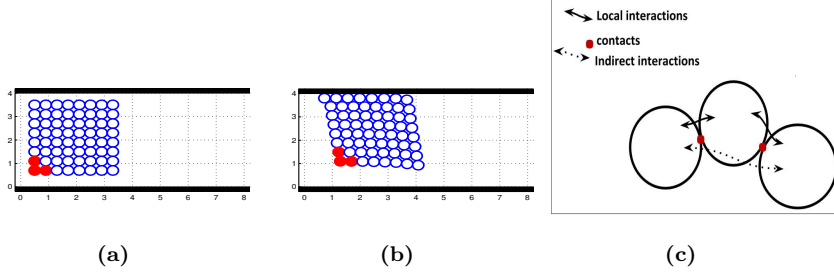 Local interactions
contacts
Indirect interactions
4
3
2
1
0
0 1 2 3 4 5 6 7 8
4
3
2
1
0
0 1 2 3 4 5 6 7 8
(a) (b) (c)